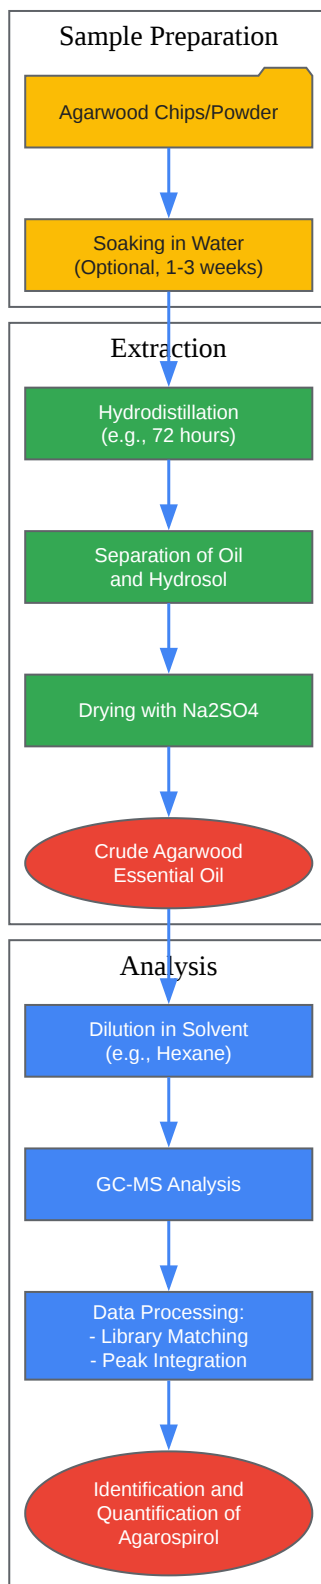 Sample Preparation
Agarwood Chips/Powder
Soaking in Water
(Optional, 1-3 weeks)
Extraction
Hydrodistillation
(e.g., 72 hours)
Separation of Oil
and Hydrosol
Drying with Na2SO4
Crude Agarwood
Essential Oil
Analysis
Dilution in Solvent
(e.g., Hexane)
GC-MS Analysis
Data Processing:
- Library Matching
- Peak Integration
Identification and
Quantification of
Agarospirol